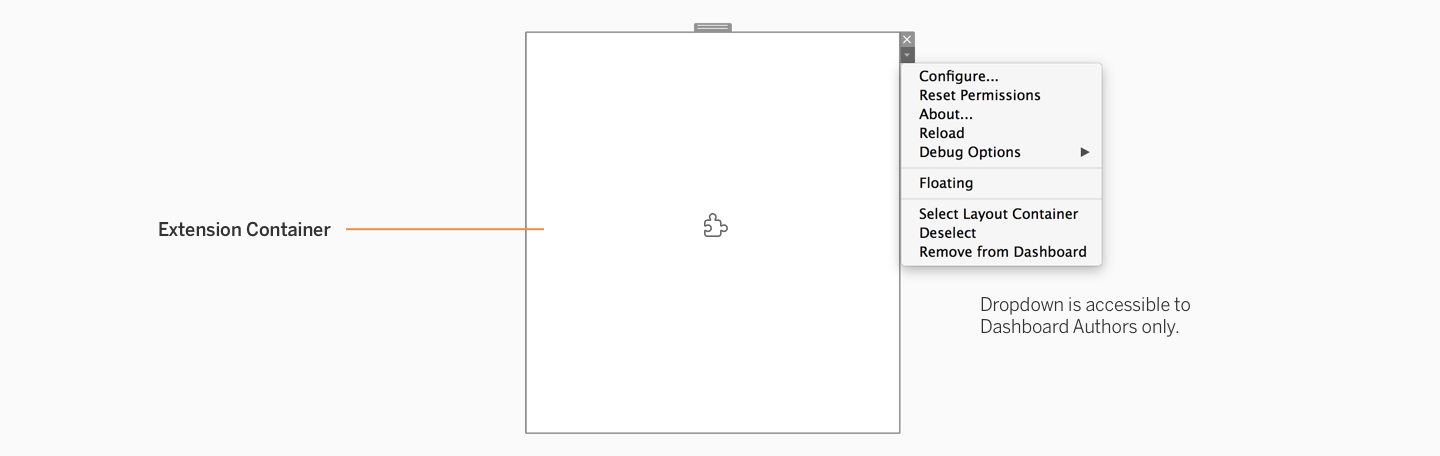 Configure...
Reset Permissions
About...
Reload
Debug Options
Floating
Select Layout Container
Deselect
Remove from Dashboard
Extension Container
Dropdown is accessible to
Dashboard Authors only.